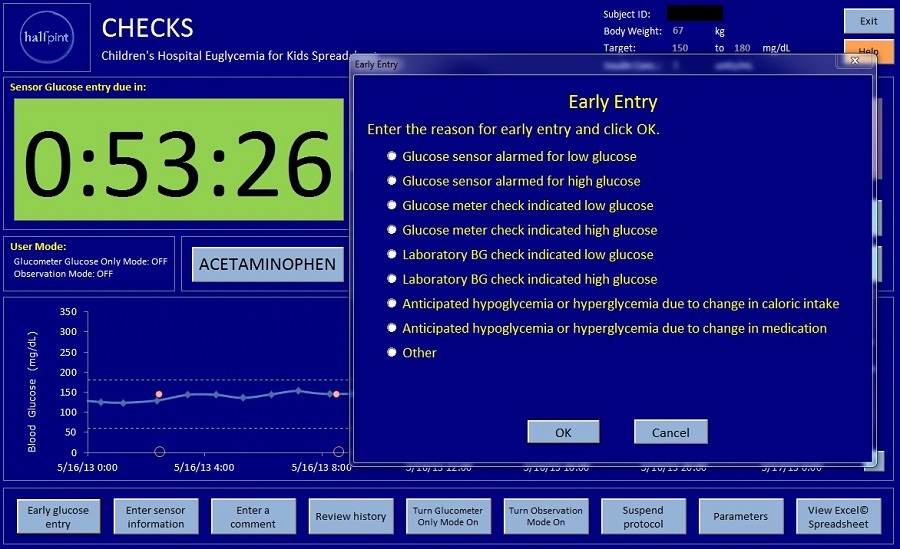 halfpint
CHECKS
Children's Hospital Euglycemia for Kids Spreadsheet
Subject ID:
Body Weight: 67 kg
Target: 150 to 180 mg/dL
Exit
Help
Sensor Glucose entry due in:
0:53:26
User Mode:
Glucometer Glucose Only Mode: OFF
Observation Mode: OFF
ACETAMINOPHEN
Early Entry
Early Entry
Enter the reason for early entry and click OK.
Glucose sensor alarmed for low glucose
Glucose sensor alarmed for high glucose
Glucose meter check indicated low glucose
Glucose meter check indicated high glucose
Laboratory BG check indicated low glucose
Laboratory BG check indicated high glucose
Anticipated hypoglycemia or hyperglycemia due to change in caloric intake
Anticipated hypoglycemia or hyperglycemia due to change in medication
Other
OK
Cancel
Blood Glucose (mg/dL)
350
300
250
200
150
100
50
0
5/16/13 0:00 5/16/13 4:00 5/16/13 8:00 5/16/13 12:00 5/16/13 16:00 5/16/13 20:00 5/17/13 0:00
Early glucose
entry
Enter sensor
information
Enter a
comment
Review history
Turn Glucometer
Only Mode On
Turn Observation
Mode On
Suspend
protocol
Parameters
View Excel©
Spreadsheet